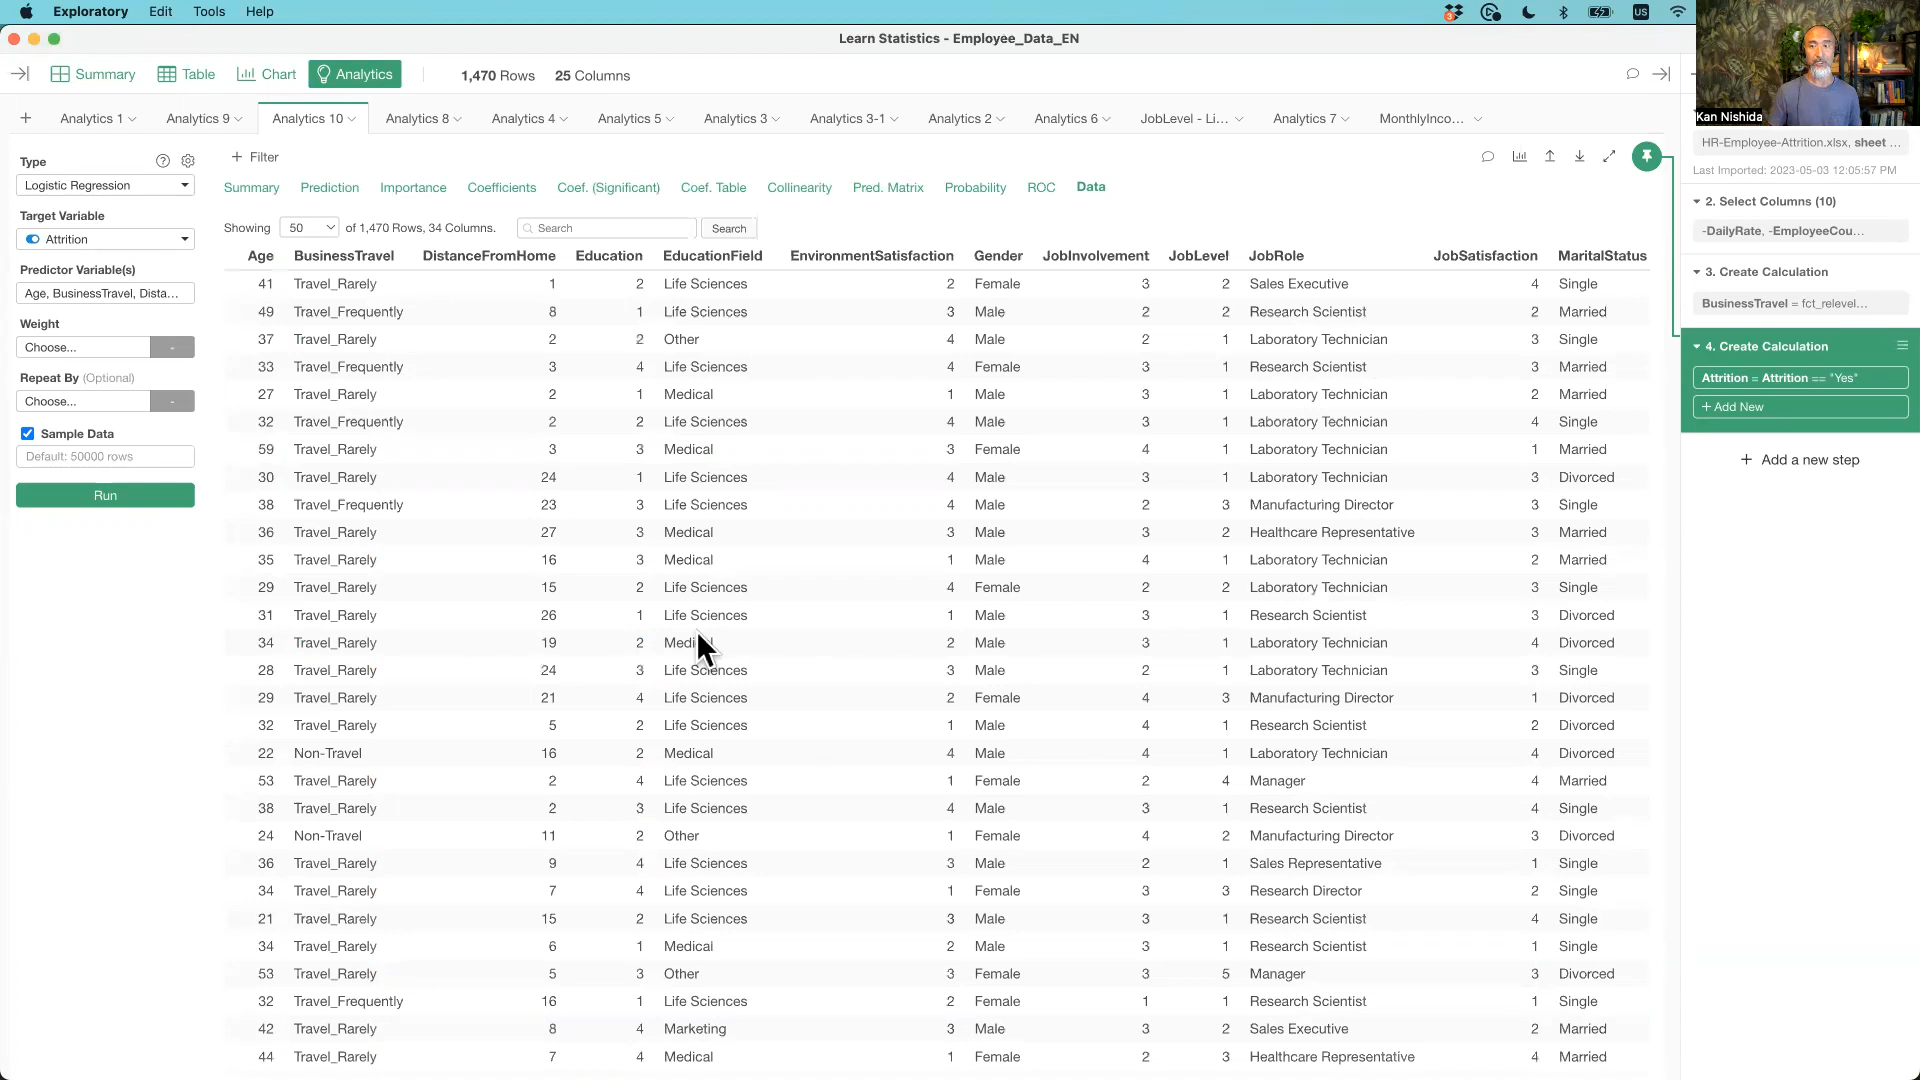 Exploratory Edit Tools Help
3 US
Learn Statistics - Employee_Data_EN
Summary Table Chart Analytics 1,470 Rows 25 Columns
Kan Nishida
Analytics 1 Analytics 9 Analytics 10 Analytics 8 Analytics 4 Analytics 5 Analytics 3 Analytics 3-1 Analytics 2 Analytics 6 JobLevel - Li... Analytics 7 MonthlyInco...
Type ?
Logistic Regression
Target Variable
Attrition
Predictor Variable(s)
Age, BusinessTravel, Dista...
Weight
Choose... -
Repeat By (Optional)
Choose... -
Sample Data
Default: 50000 rows
Run
+ Filter
Summary Prediction Importance Coefficients Coef. (Significant) Coef. Table Collinearity Pred. Matrix Probability ROC Data
Showing 50 of 1,470 Rows, 34 Columns. Search Search
Age BusinessTravel DistanceFromHome Education EducationField EnvironmentSatisfaction Gender JobInvolvement JobLevel JobRole JobSatisfaction MaritalStatus
41 Travel_Rarely 1 2 Life Sciences 2 Female 3 2 Sales Executive 4 Single
49 Travel_Frequently 8 1 Life Sciences 3 Male 2 2 Research Scientist 2 Married
37 Travel_Rarely 2 2 Other 4 Male 2 1 Laboratory Technician 3 Single
33 Travel_Frequently 3 4 Life Sciences 4 Female 3 1 Research Scientist 3 Married
27 Travel_Rarely 2 1 Medical 1 Male 3 1 Laboratory Technician 2 Married
32 Travel_Frequently 2 2 Life Sciences 4 Male 3 1 Laboratory Technician 4 Single
59 Travel_Rarely 3 3 Medical 3 Female 4 1 Laboratory Technician 1 Married
30 Travel_Rarely 24 1 Life Sciences 4 Male 3 1 Laboratory Technician 3 Divorced
38 Travel_Frequently 23 3 Life Sciences 4 Male 2 3 Manufacturing Director 3 Single
36 Travel_Rarely 27 3 Medical 3 Male 3 2 Healthcare Representative 3 Married
35 Travel_Rarely 16 3 Medical 1 Male 4 1 Laboratory Technician 2 Married
29 Travel_Rarely 15 2 Life Sciences 4 Female 2 2 Laboratory Technician 3 Single
31 Travel_Rarely 26 1 Life Sciences 1 Male 3 1 Research Scientist 3 Divorced
34 Travel_Rarely 19 2 Medical 2 Male 3 1 Laboratory Technician 4 Divorced
28 Travel_Rarely 24 3 Life Sciences 3 Male 2 1 Laboratory Technician 3 Single
29 Travel_Rarely 21 4 Life Sciences 2 Female 4 3 Manufacturing Director 1 Divorced
32 Travel_Rarely 5 2 Life Sciences 1 Male 4 1 Research Scientist 2 Divorced
22 Non-Travel 16 2 Medical 4 Male 4 1 Laboratory Technician 4 Divorced
53 Travel_Rarely 2 4 Life Sciences 1 Female 2 4 Manager 4 Married
38 Travel_Rarely 2 3 Life Sciences 4 Male 3 1 Research Scientist 4 Single
24 Non-Travel 11 2 Other 1 Female 4 2 Manufacturing Director 3 Divorced
36 Travel_Rarely 9 4 Life Sciences 3 Male 2 1 Sales Representative 1 Single
34 Travel_Rarely 7 4 Life Sciences 1 Female 3 3 Research Director 2 Single
21 Travel_Rarely 15 2 Life Sciences 3 Male 3 1 Research Scientist 4 Single
34 Travel_Rarely 6 1 Medical 2 Male 3 1 Research Scientist 1 Single
53 Travel_Rarely 5 3 Other 3 Female 3 5 Manager 3 Divorced
32 Travel_Frequently 16 1 Life Sciences 2 Female 1 1 Research Scientist 1 Single
42 Travel_Rarely 8 4 Marketing 3 Male 3 2 Sales Executive 2 Married
44 Travel_Rarely 7 4 Medical 1 Female 2 3 Healthcare Representative 4 Married
HR-Employee-Attrition.xlsx, sheet ...
Last Imported: 2023-05-03 12:05:57 PM
2. Select Columns (10)
-DailyRate, -EmployeeCou...
3. Create Calculation
BusinessTravel = fct_relevel...
4. Create Calculation
Attrition = Attrition == "Yes"
+ Add New
+ Add a new step